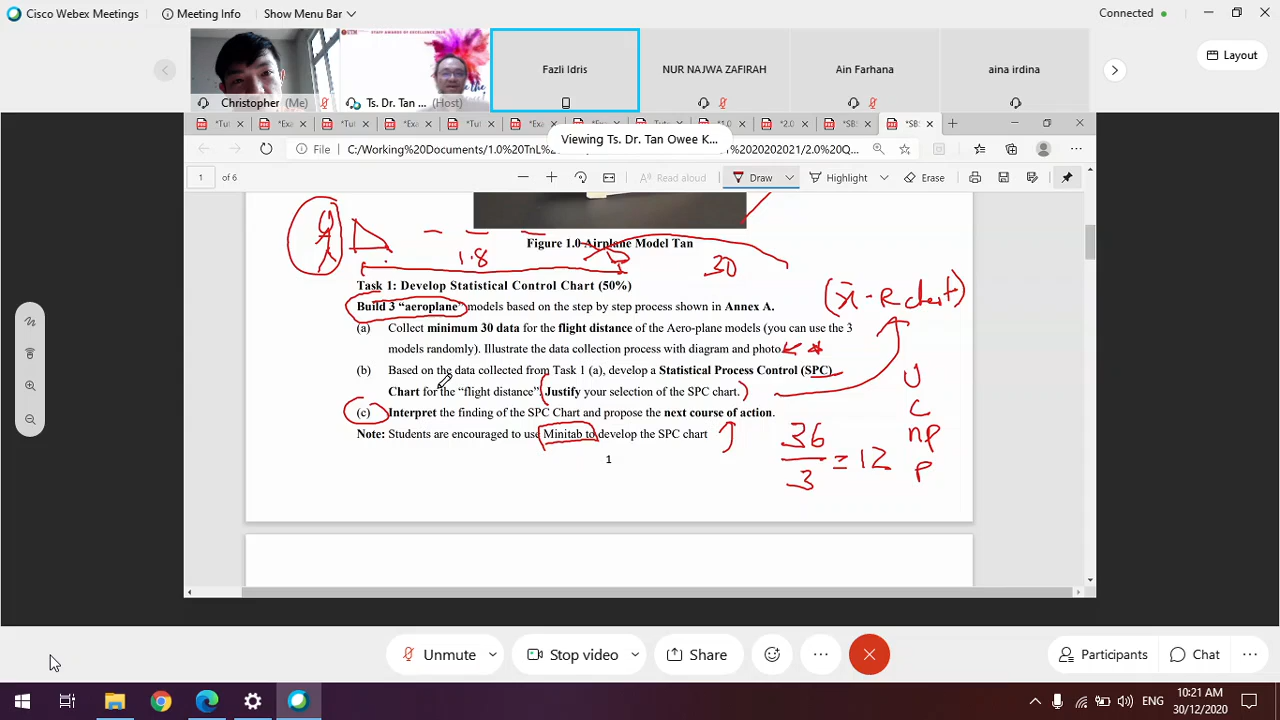 Cisco Webex Meetings
Meeting Info
Show Menu Bar
Connected
Christopher (Me)
Ts. Dr. Tan ... (Host)
Fazli Idris
NUR NAJWA ZAFIRAH
Ain Farhana
aina irdina
Layout
Viewing Ts. Dr. Tan Owee K...
File
C:/Working%20Documents/1.0%20TnL
1%2020202021/2.0%20Q...
1 of 6
Read aloud
Draw
Highlight
Erase
Figure 1.0 Airplane Model Tan
1.8
30
Task 1: Develop Statistical Control Chart (50%)
Build 3 “aeroplane” models based on the step by step process shown in Annex A.
(x̄ - R chart)
(a) Collect minimum 30 data for the flight distance of the Aero-plane models (you can use the 3
models randomly). Illustrate the data collection process with diagram and photo.
(b) Based on the data collected from Task 1 (a), develop a Statistical Process Control (SPC)
Chart for the “flight distance”. Justify your selection of the SPC chart.
(c) Interpret the finding of the SPC Chart and propose the next course of action.
Note: Students are encouraged to use Minitab to develop the SPC chart
U
C
np
p
36
3
= 12
1
Unmute
Stop video
Share
Participants
Chat
ENG
10:21 AM
30/12/2020